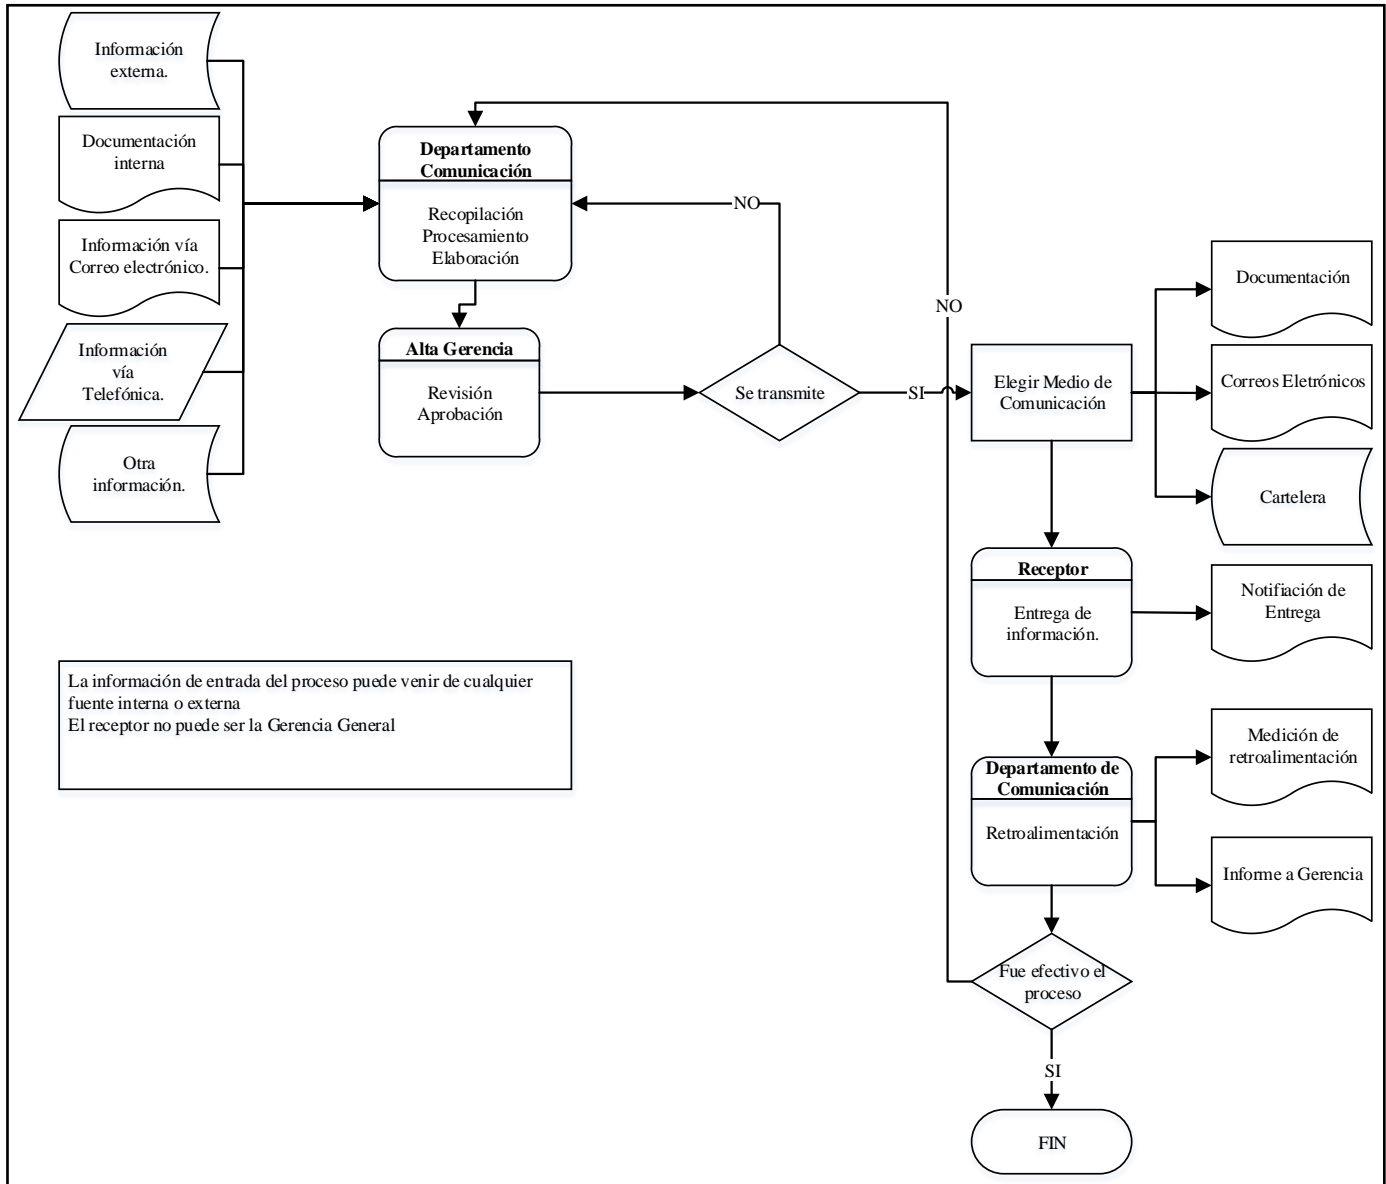 Información
externa.
Documentación
interna
Información vía
Correo electrónico.
Información
vía
Telefónica.
Otra
información.
Departamento
Comunicación
Recopilación
Procesamiento
Elaboración
Alta Gerencia
Revisión
Aprobación
Se transmite
NO
SI
NO
Elegir Medio de
Comunicación
Documentación
Correos Eletrónicos
Cartelera
Receptor
Entrega de
información.
Notifiación de
Entrega
La información de entrada del proceso puede venir de cualquier
fuente interna o externa
El receptor no puede ser la Gerencia General
Departamento de
Comunicación
Retroalimentación
Medición de
retroalimentación
Informe a Gerencia
Fue efectivo el
proceso
SI
FIN